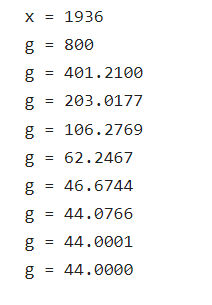 x = 1936
g = 800
g = 401.2100
g = 203.0177
g = 106.2769
g = 62.2467
g = 46.6744
g = 44.0766
g = 44.0001
g = 44.0000